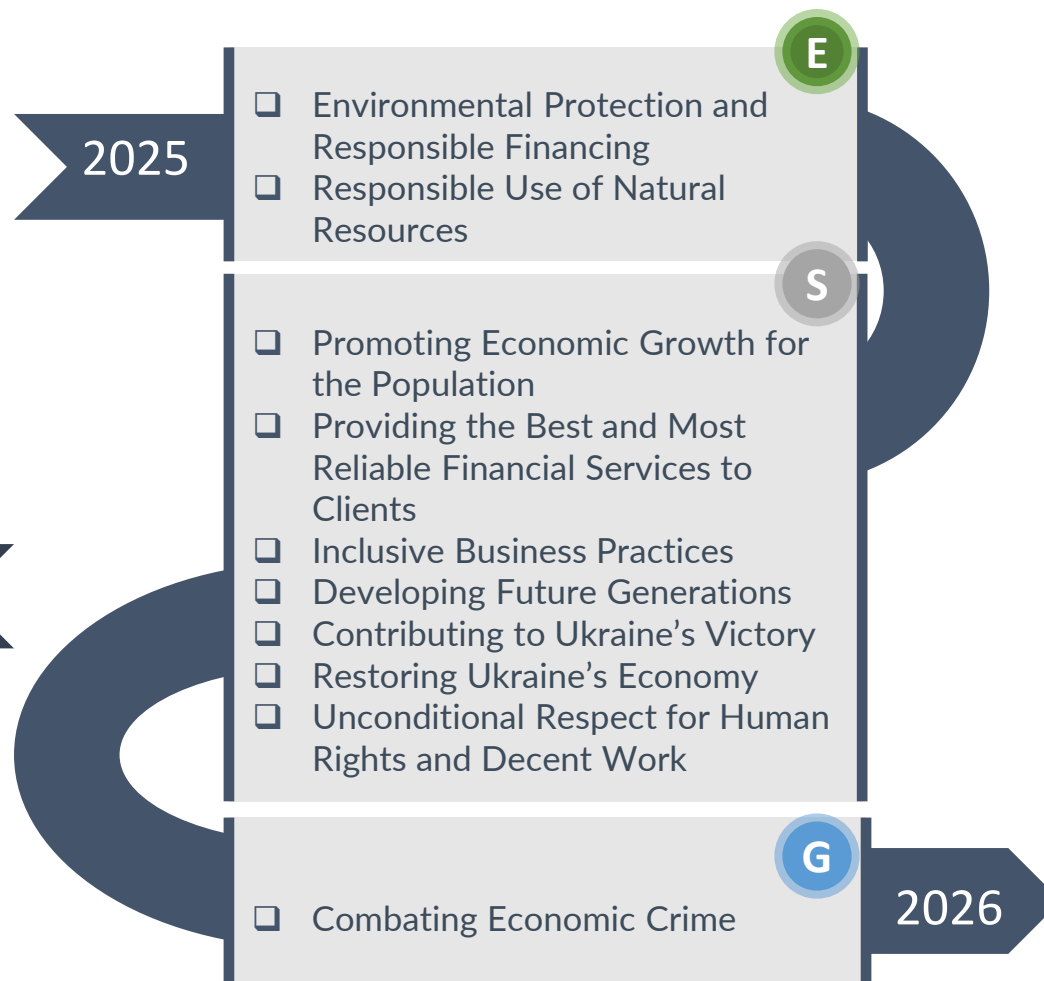 E
Environmental Protection and
Responsible Financing
2025
Responsible Use of Natural
Resources
S
Promoting Economic Growth for
the Population
Providing the Best and Most
Reliable Financial Services to
Clients
Inclusive Business Practices
Developing Future Generations
Contributing to Ukraine’s Victory
Restoring Ukraine’s Economy
Unconditional Respect for Human
Rights and Decent Work
G
Combating Economic Crime
2026